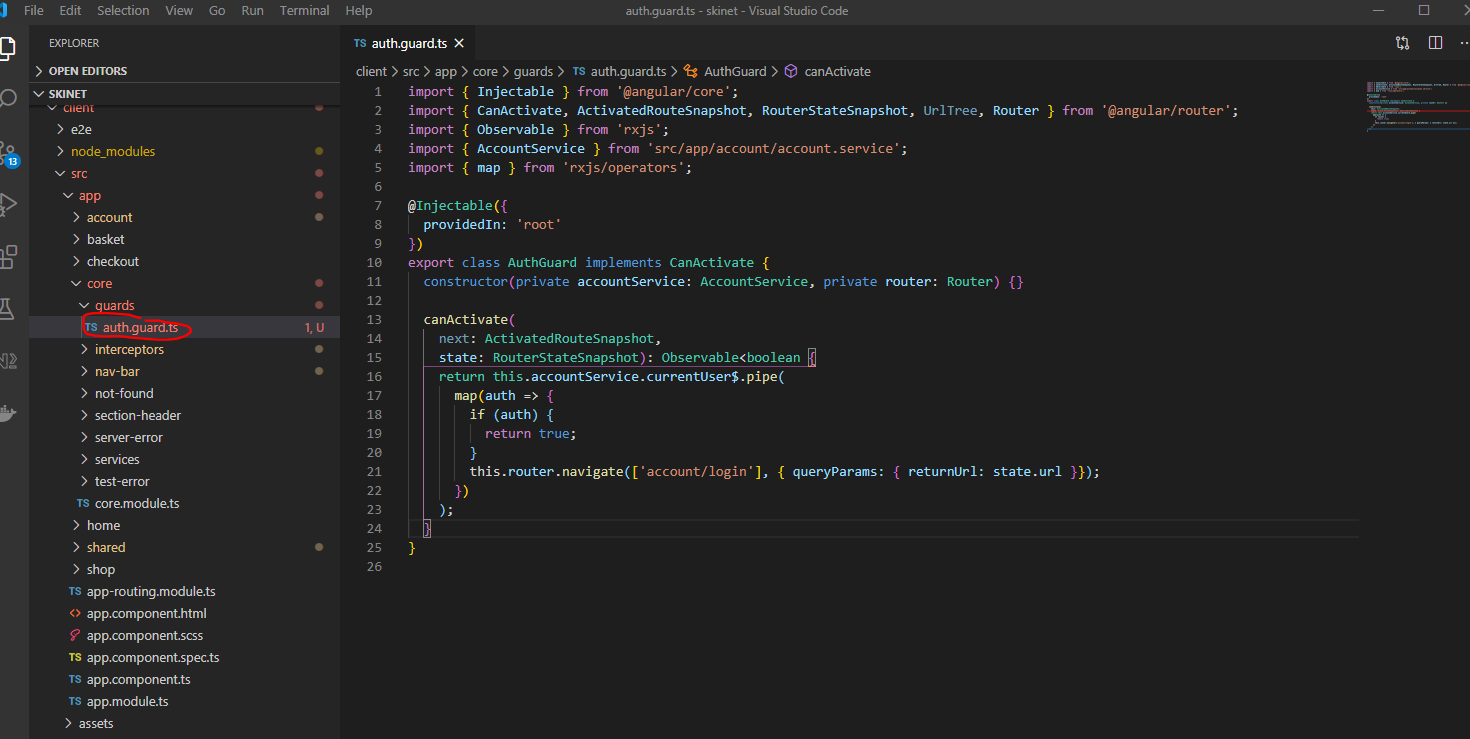 File Edit Selection View Go Run Terminal Help auth.guard.ts - skinet - Visual Studio Code
EXPLORER
OPEN EDITORS
SKINET
client
e2e
node_modules
src
app
account
basket
checkout
core
guards
TS auth.guard.ts 1, U
interceptors
nav-bar
not-found
section-header
server-error
services
test-error
TS core.module.ts
home
shared
shop
TS app-routing.module.ts
<> app.component.html
app.component.scss
TS app.component.spec.ts
TS app.component.ts
TS app.module.ts
assets
13
TS auth.guard.ts
client > src > app > core > guards > TS auth.guard.ts > AuthGuard > canActivate
1 import { Injectable } from '@angular/core';
2 import { CanActivate, ActivatedRouteSnapshot, RouterStateSnapshot, UrlTree, Router } from '@angular/router';
3 import { Observable } from 'rxjs';
4 import { AccountService } from 'src/app/account/account.service';
5 import { map } from 'rxjs/operators';
6
7 @Injectable({
8 providedIn: 'root'
9 })
10 export class AuthGuard implements CanActivate {
11 constructor(private accountService: AccountService, private router: Router) {}
12
13 canActivate(
14 next: ActivatedRouteSnapshot,
15 state: RouterStateSnapshot): Observable<boolean {
16 return this.accountService.currentUser$.pipe(
17 map(auth => {
18 if (auth) {
19 return true;
20 }
21 this.router.navigate(['account/login'], { queryParams: { returnUrl: state.url }});
22 })
23 );
24 }
25 }
26